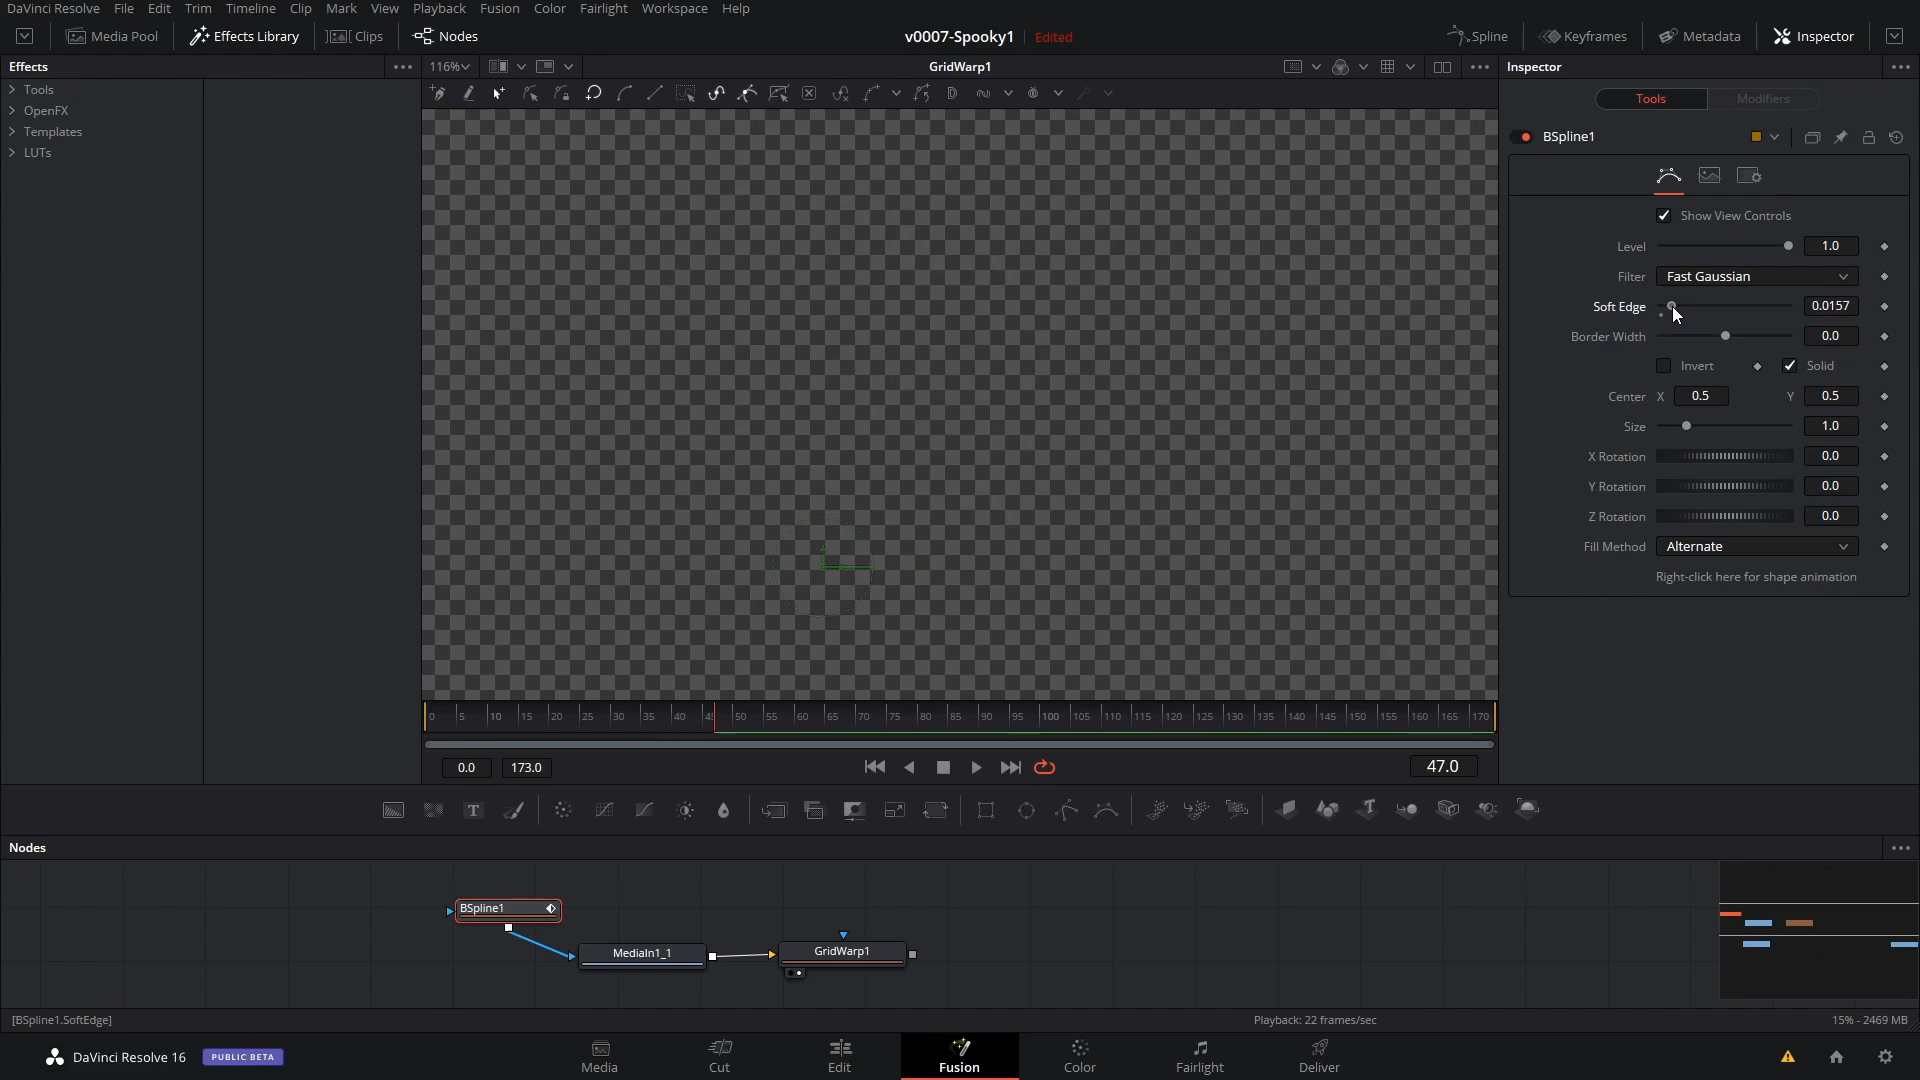 DaVinci Resolve File Edit Trim Timeline Clip Mark View Playback Fusion Color Fairlight Workspace Help
Media Pool Effects Library Clips Nodes v0007-Spooky1 Edited Spline Keyframes Metadata Inspector
Effects 116% GridWarp1 Inspector
Tools
OpenFX
Templates
LUTs
Tools Modifiers
BSpline1
Show View Controls
Level 1.0
Filter Fast Gaussian
Soft Edge 0.0157
Border Width 0.0
Invert Solid
Center X 0.5 Y 0.5
Size 1.0
X Rotation 0.0
Y Rotation 0.0
Z Rotation 0.0
Fill Method Alternate
Right-click here for shape animation
0 5 10 15 20 25 30 35 40 45 50 55 60 65 70 75 80 85 90 95 100 105 110 115 120 125 130 135 140 145 150 155 160 165 170
0.0 173.0 47.0
Nodes
BSpline1
MediaIn1_1
GridWarp1
[BSpline1.SoftEdge] Playback: 22 frames/sec 15% - 2469 MB
DaVinci Resolve 16 PUBLIC BETA
Media Cut Edit Fusion Color Fairlight Deliver